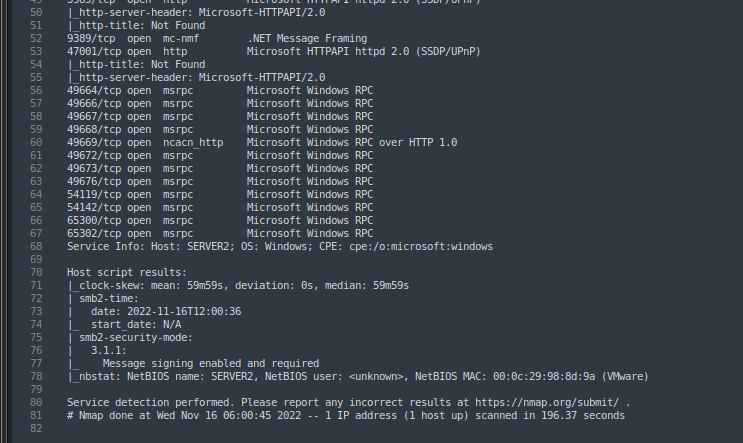 49 5985/tcp open http Microsoft HTTPAPI httpd 2.0 (SSDP/UPnP)
50 |_http-server-header: Microsoft-HTTPAPI/2.0
51 |_http-title: Not Found
52 9389/tcp open mc-nmf .NET Message Framing
53 47001/tcp open http Microsoft HTTPAPI httpd 2.0 (SSDP/UPnP)
54 |_http-title: Not Found
55 |_http-server-header: Microsoft-HTTPAPI/2.0
56 49664/tcp open msrpc Microsoft Windows RPC
57 49666/tcp open msrpc Microsoft Windows RPC
58 49667/tcp open msrpc Microsoft Windows RPC
59 49668/tcp open msrpc Microsoft Windows RPC
60 49669/tcp open ncacn_http Microsoft Windows RPC over HTTP 1.0
61 49672/tcp open msrpc Microsoft Windows RPC
62 49673/tcp open msrpc Microsoft Windows RPC
63 49676/tcp open msrpc Microsoft Windows RPC
64 54119/tcp open msrpc Microsoft Windows RPC
65 54142/tcp open msrpc Microsoft Windows RPC
66 65300/tcp open msrpc Microsoft Windows RPC
67 65302/tcp open msrpc Microsoft Windows RPC
68 Service Info: Host: SERVER2; OS: Windows; CPE: cpe:/o:microsoft:windows
69
70 Host script results:
71 |_clock-skew: mean: 59m59s, deviation: 0s, median: 59m59s
72 | smb2-time:
73 |   date: 2022-11-16T12:00:36
74 |_  start_date: N/A
75 | smb2-security-mode:
76 |   3.1.1:
77 |_    Message signing enabled and required
78 |_nbstat: NetBIOS name: SERVER2, NetBIOS user: <unknown>, NetBIOS MAC: 00:0c:29:98:8d:9a (VMware)
79
80 Service detection performed. Please report any incorrect results at https://nmap.org/submit/ .
81 # Nmap done at Wed Nov 16 06:00:45 2022 -- 1 IP address (1 host up) scanned in 196.37 seconds
82